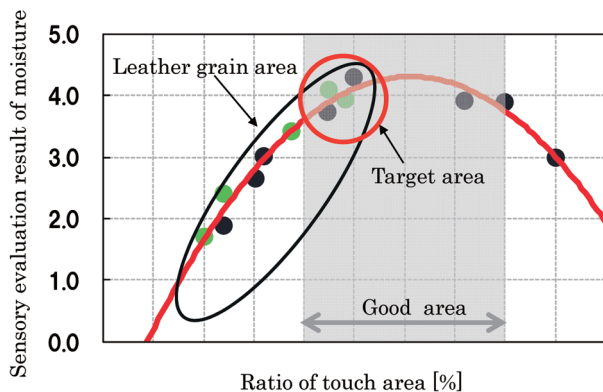 Sensory evaluation result of moisture
5.0
4.0
3.0
2.0
1.0
0.0
Leather grain area
Target area
Good area
Ratio of touch area [%]